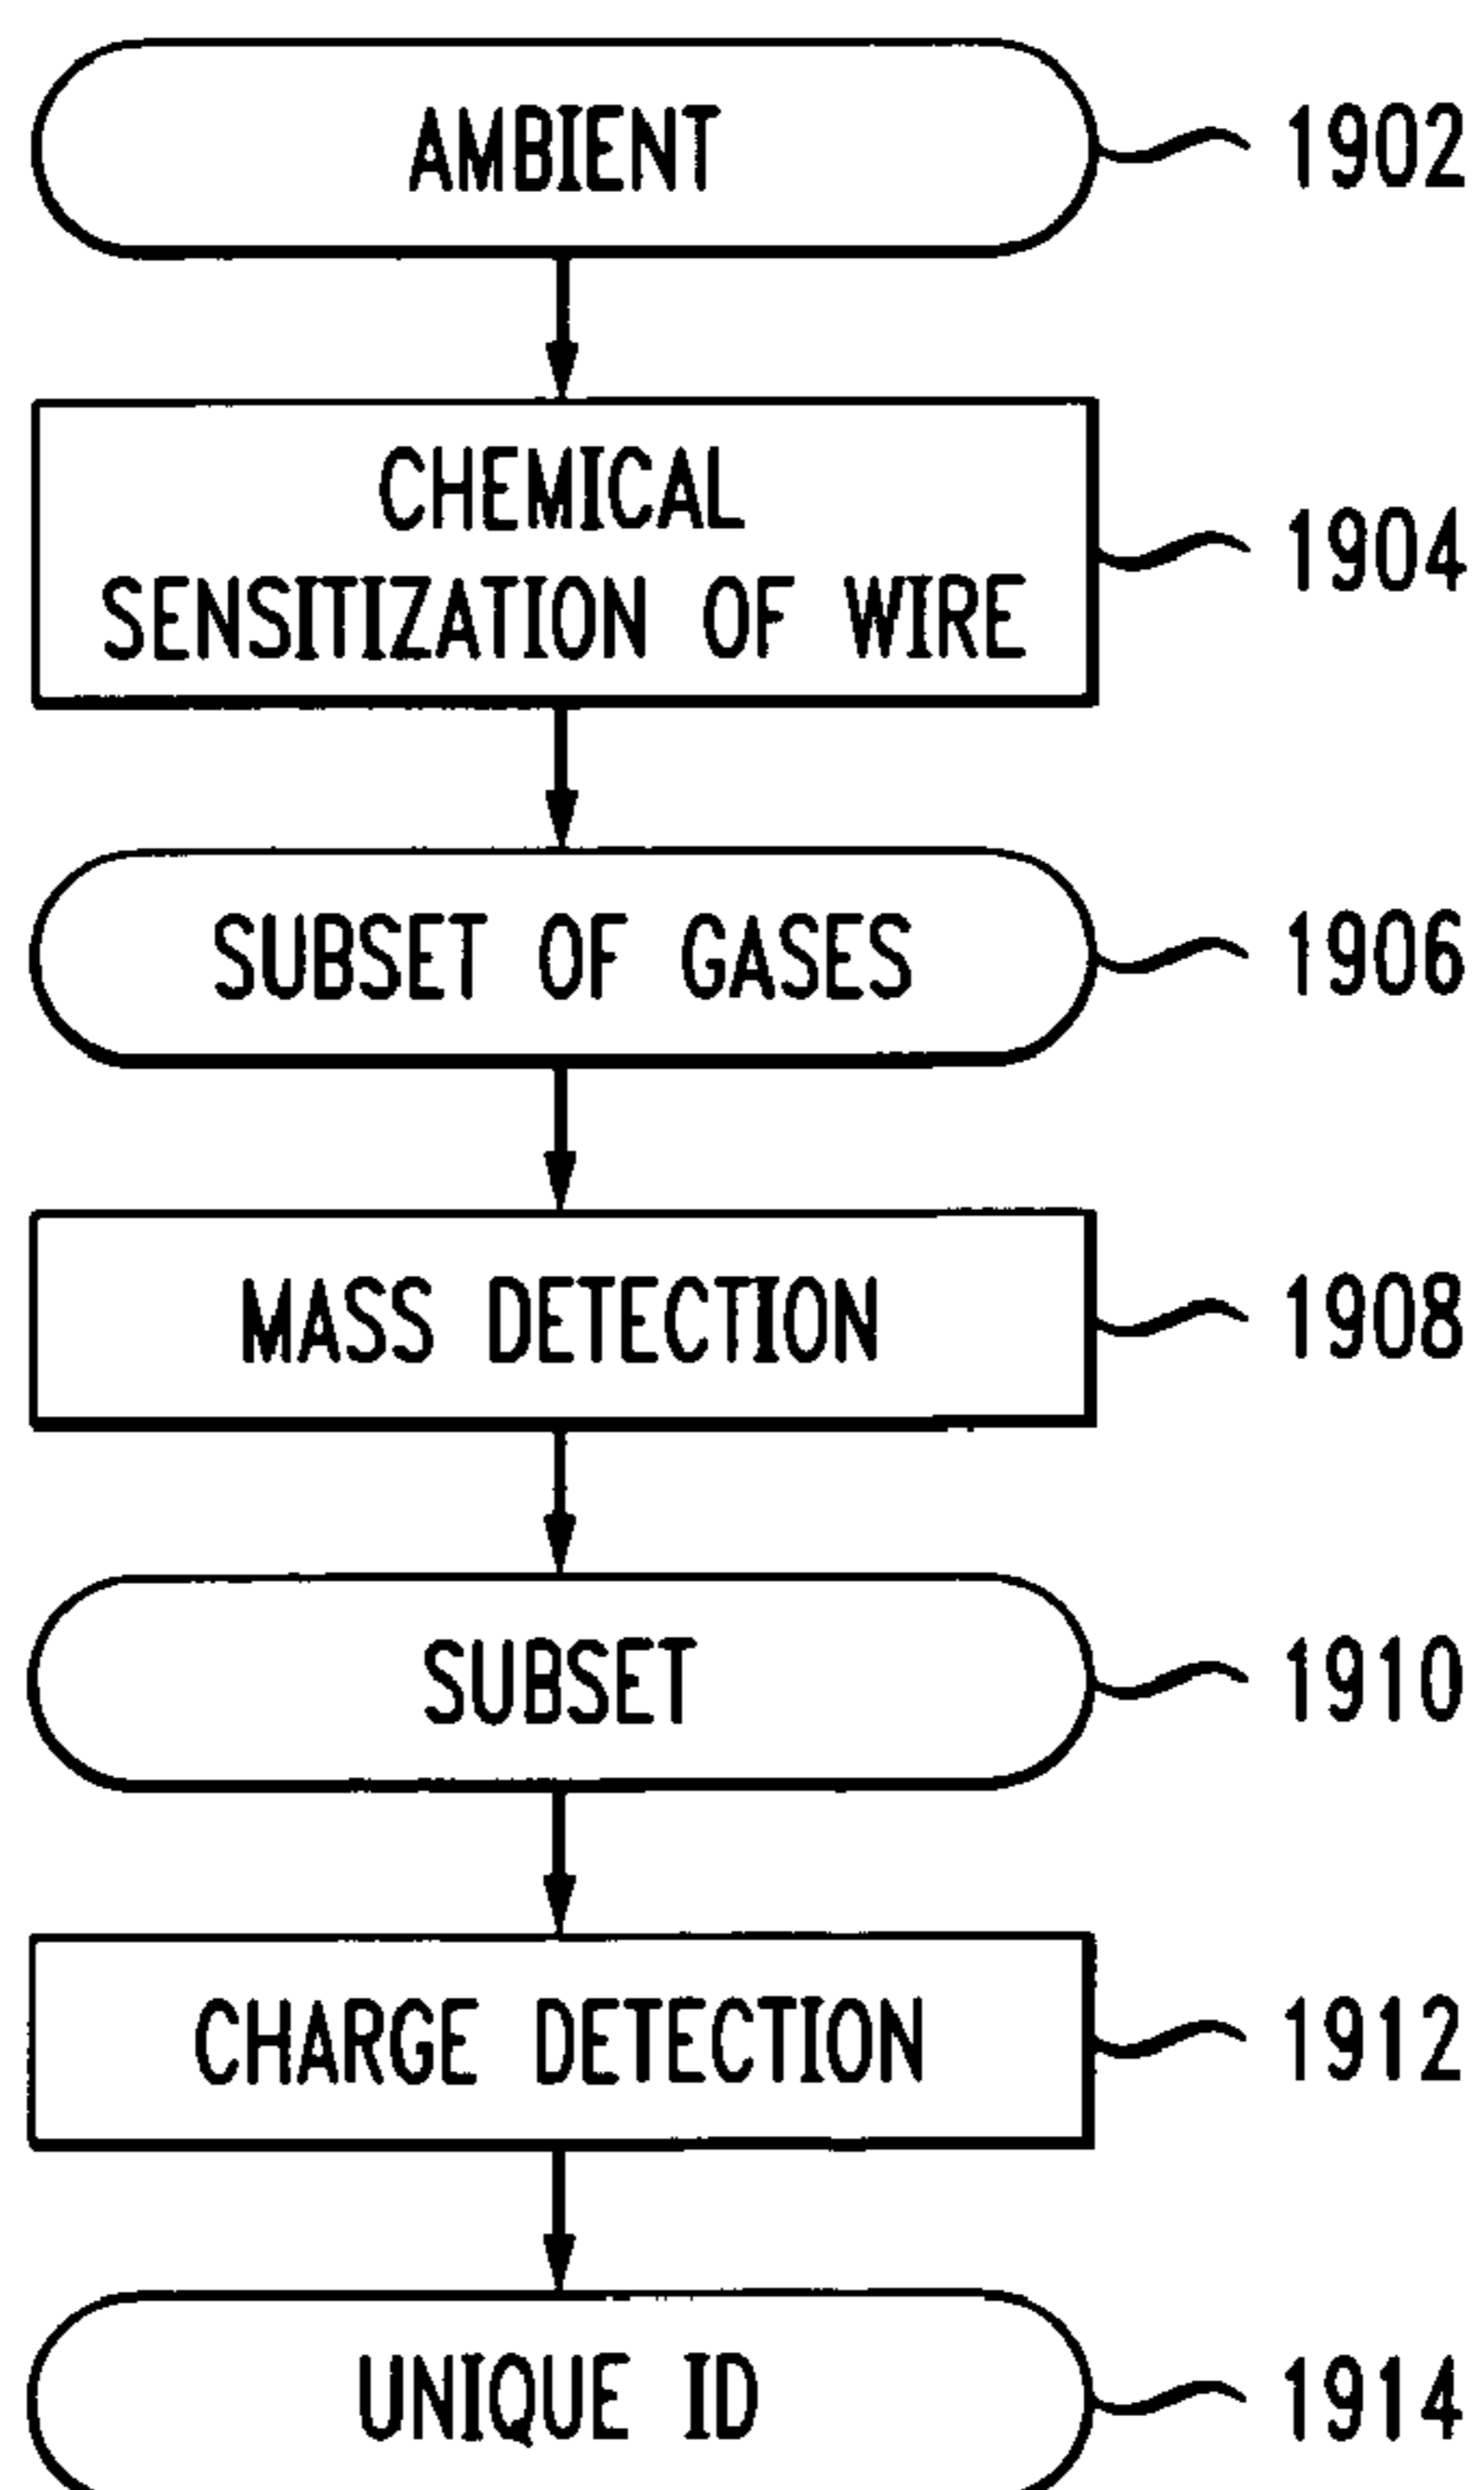 AMBIENT
1902
CHEMICAL
SENSITIZATION OF WIRE
1904
SUBSET OF GASES
1906
MASS DETECTION
1908
SUBSET
1910
CHARGE DETECTION
1912
UNIQUE ID
1914